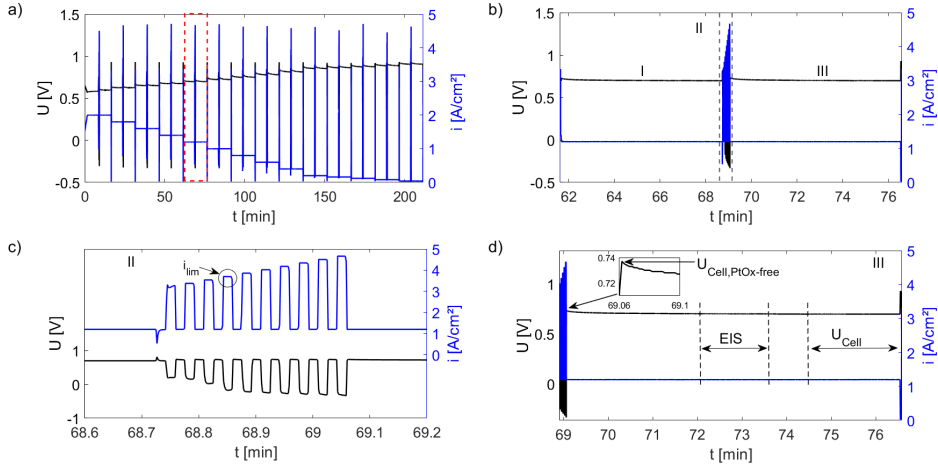 a)
1.5
1
0.5
0
-0.5
U [V]
0 50 100 150 200
t [min]
5
4
3
2
1
0
i [A/cm²]
b)
II
I
III
1.5
1
0.5
0
-0.5
U [V]
62 64 66 68 70 72 74 76
t [min]
5
4
3
2
1
0
i [A/cm²]
c)
II
i_lim
1
0
-1
U [V]
68.6 68.7 68.8 68.9 69 69.1 69.2
t [min]
5
4
3
2
1
0
i [A/cm²]
d)
III
0.74
0.72
69.06 69.1
U_Cell,PtOx-free
EIS
U_Cell
1
0.5
0
U [V]
69 70 71 72 73 74 75 76
t [min]
5
4
3
2
1
0
i [A/cm²]